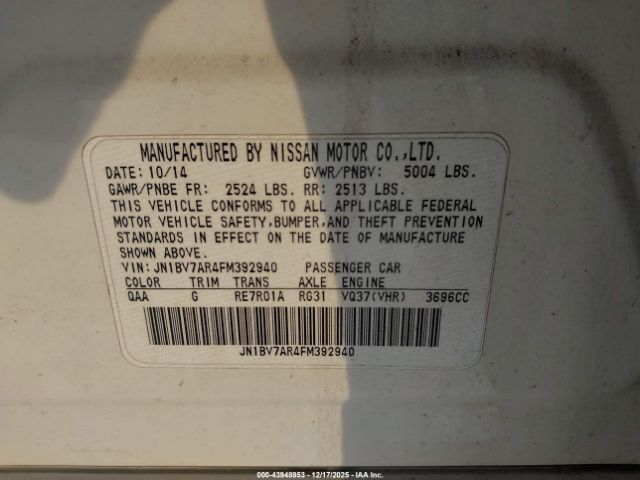 MANUFACTURED BY NISSAN MOTOR CO.,LTD.
DATE: 10/14 GVWR/PNBV: 5004 LBS.
GAWR/PNBE FR: 2524 LBS. RR: 2513 LBS.
THIS VEHICLE CONFORMS TO ALL APPLICABLE FEDERAL
MOTOR VEHICLE SAFETY,BUMPER,AND THEFT PREVENTION
STANDARDS IN EFFECT ON THE DATE OF MANUFACTURE
SHOWN ABOVE.
VIN:JN1BV7AR4FM392940 PASSENGER CAR
COLOR TRIM TRANS AXLE ENGINE
QAA G RE7R01A RG31 VQ37(VHR) 3696CC
JN1BV7AR4FM392940
000-43948953 - 12/17/2025 - IAA Inc.